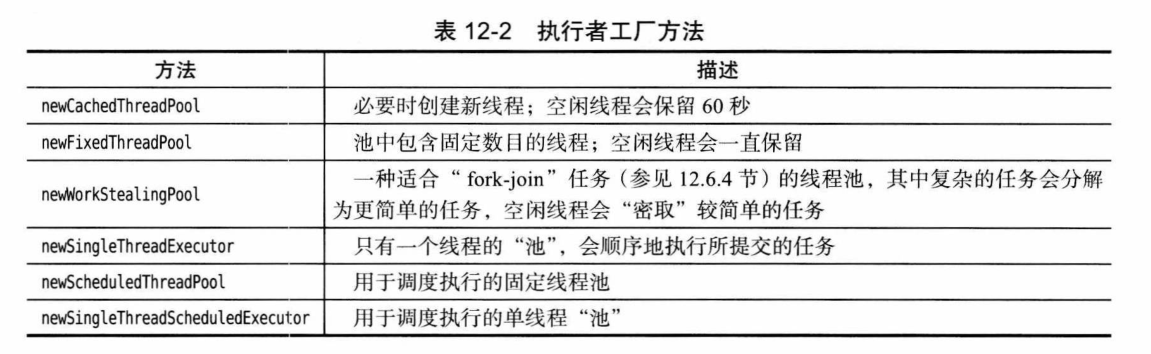 表 12-2 执行者工厂方法
方法 描述
newCachedThreadPool 必要时创建新线程；空闲线程会保留 60 秒
newFixedThreadPool 池中包含固定数目的线程；空闲线程会一直保留
newWorkStealingPool 一种适合“fork-join”任务（参见 12.6.4 节）的线程池，其中复杂的任务会分解
为更简单的任务，空闲线程会“密取”较简单的任务
newSingleThreadExecutor 只有一个线程的“池”，会顺序地执行所提交的任务
newScheduledThreadPool 用于调度执行的固定线程池
newSingleThreadScheduledExecutor 用于调度执行的单线程“池”